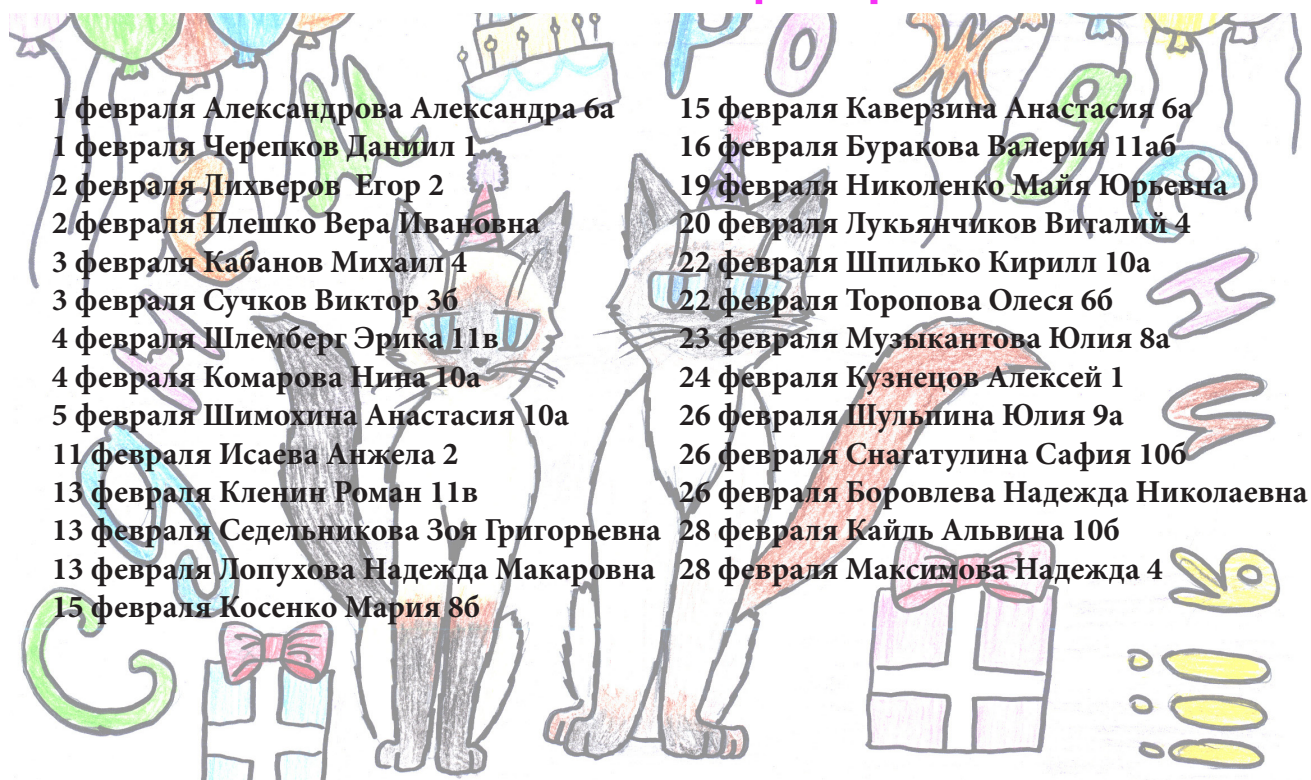 С днём рождения!!!
1 февраля Александрова Александра 6а
1 февраля Черепков Даниил 1
2 февраля Лихверов Егор 2
2 февраля Плешко Вера Ивановна
3 февраля Кабанов Михаил 4
3 февраля Сучков Виктор 3б
4 февраля Шлемберг Эрика 11в
4 февраля Комарова Нина 10а
5 февраля Шимохина Анастасия 10а
11 февраля Исаева Анжела 2
13 февраля Кленин Роман 11в
13 февраля Седельникова Зоя Григорьевна
13 февраля Лопухова Надежда Макаровна
15 февраля Косенко Мария 8б
15 февраля Каверзина Анастасия 6а
16 февраля Буракова Валерия 11аб
19 февраля Николенко Майя Юрьевна
20 февраля Лукьянчиков Виталий 4
22 февраля Шпилько Кирилл 10а
22 февраля Торопова Олеся 6б
23 февраля Музыкантова Юлия 8а
24 февраля Кузнецов Алексей 1
26 февраля Шульпина Юлия 9а
26 февраля Снагатулина Сафия 10б
26 февраля Боровлева Надежда Николаевна
28 февраля Кайдь Альвина 10б
28 февраля Максимова Надежда 4